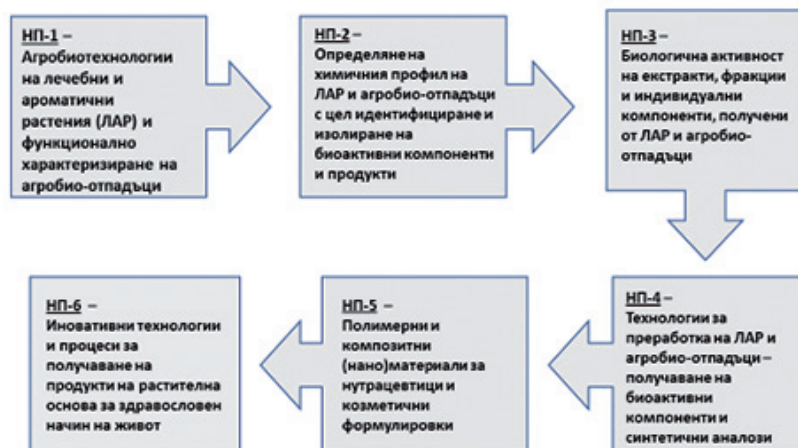 НП-1 –
Агробиотехнологии
на лечебни и
ароматични
растения (ЛАР) и
функционално
характеризиране на
агробио-отпадъци
НП-2 –
Определяне на
химичния профил на
ЛАР и агробио-отпадъци
с цел идентифициране и
изолиране на
биоактивни компоненти
и продукти
НП-3 –
Биологична активност
на екстракти, фракции
и индивидуални
компоненти, получени
от ЛАР и агробио-
отпадъци
НП-4 –
Технологии за
преработка на ЛАР и
агробио-отпадъци –
получаване на
биоактивни
компоненти и
синтетични аналози
НП-5 –
Полимерни и
композитни
(нано)материали за
нутрацевтици и
козметични
формулировки
НП-6 –
Иновативни технологии
и процеси за
получаване на
продукти на растителна
основа за здравословен
начин на живот